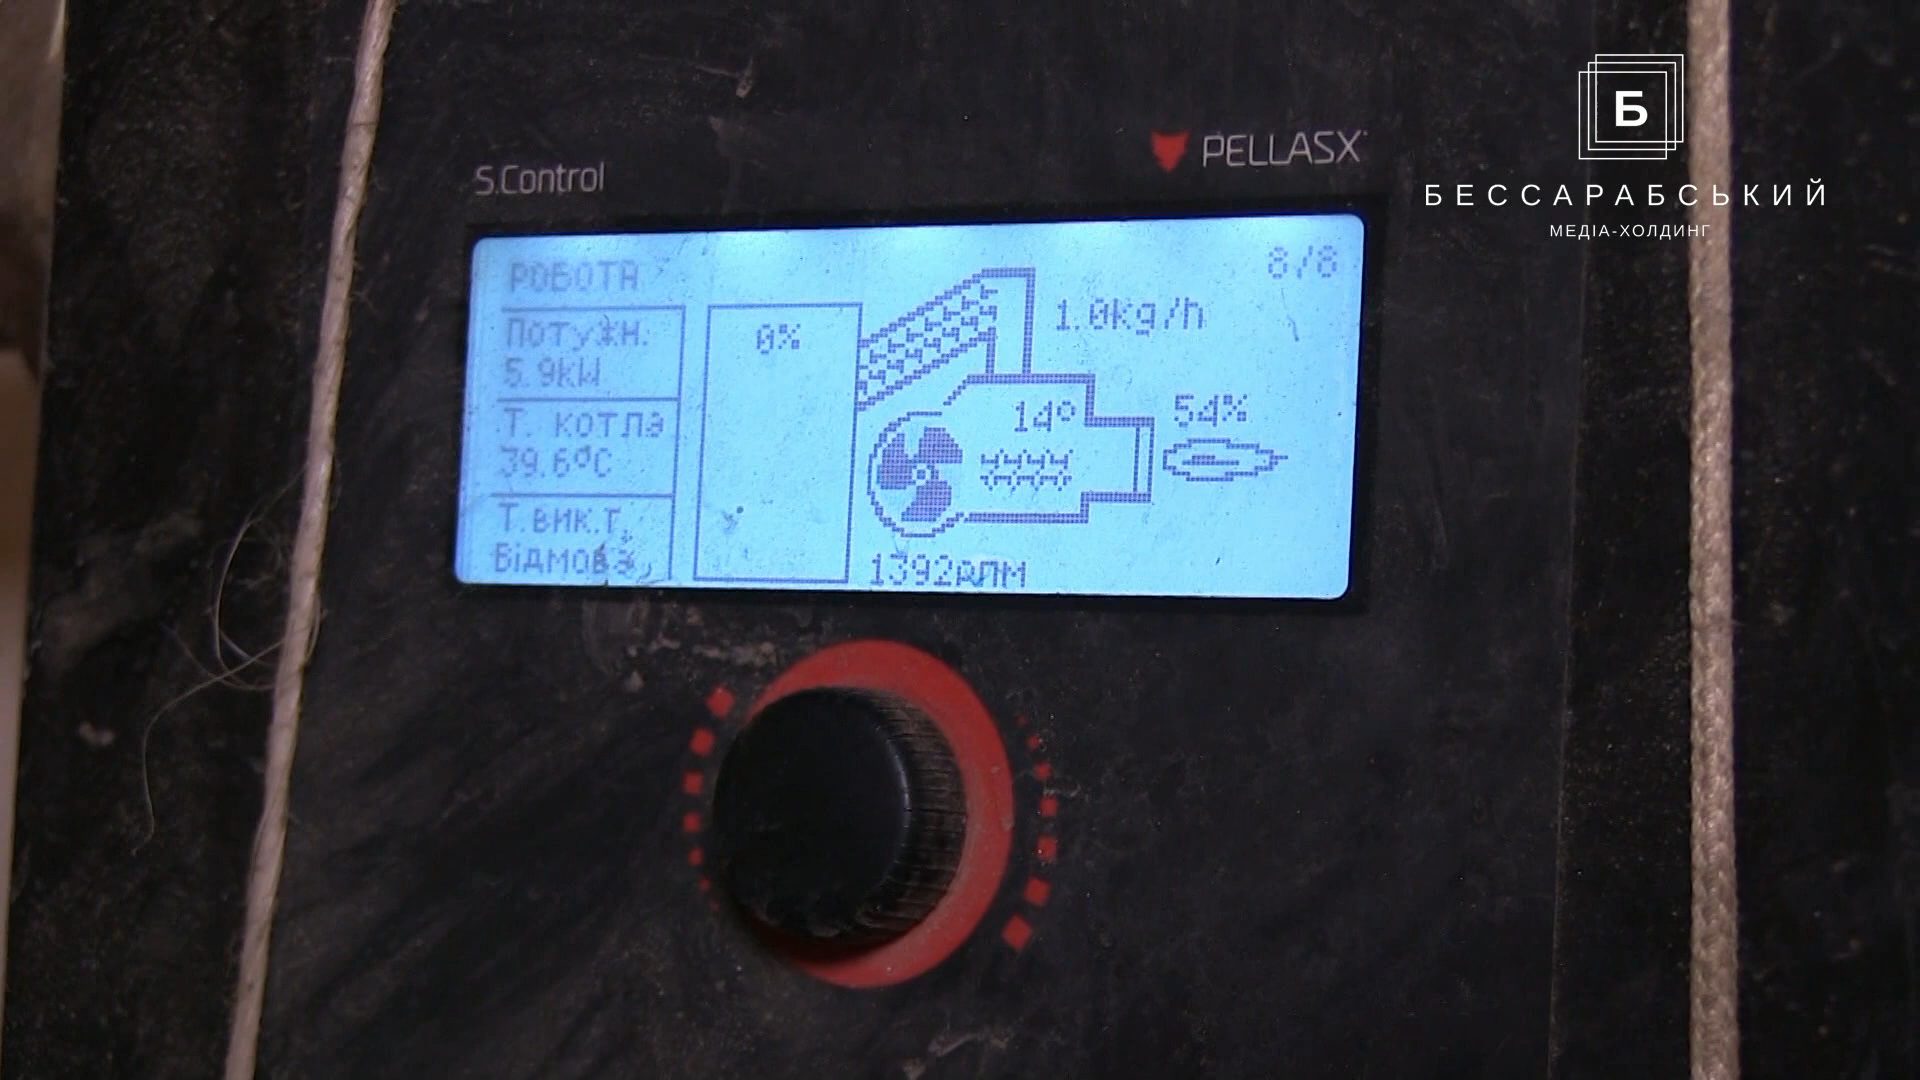 S.Control
PELLASX
Б
БЕССАРАБСЬКИЙ
МЕДІА-ХОЛДИНГ
РОБОТА
8/8
Потужн.
5.9kW
0%
1.0kg/h
Т. котла
39.6°C
14°
54%
Т.вик.г.
Відмова
1392рпм